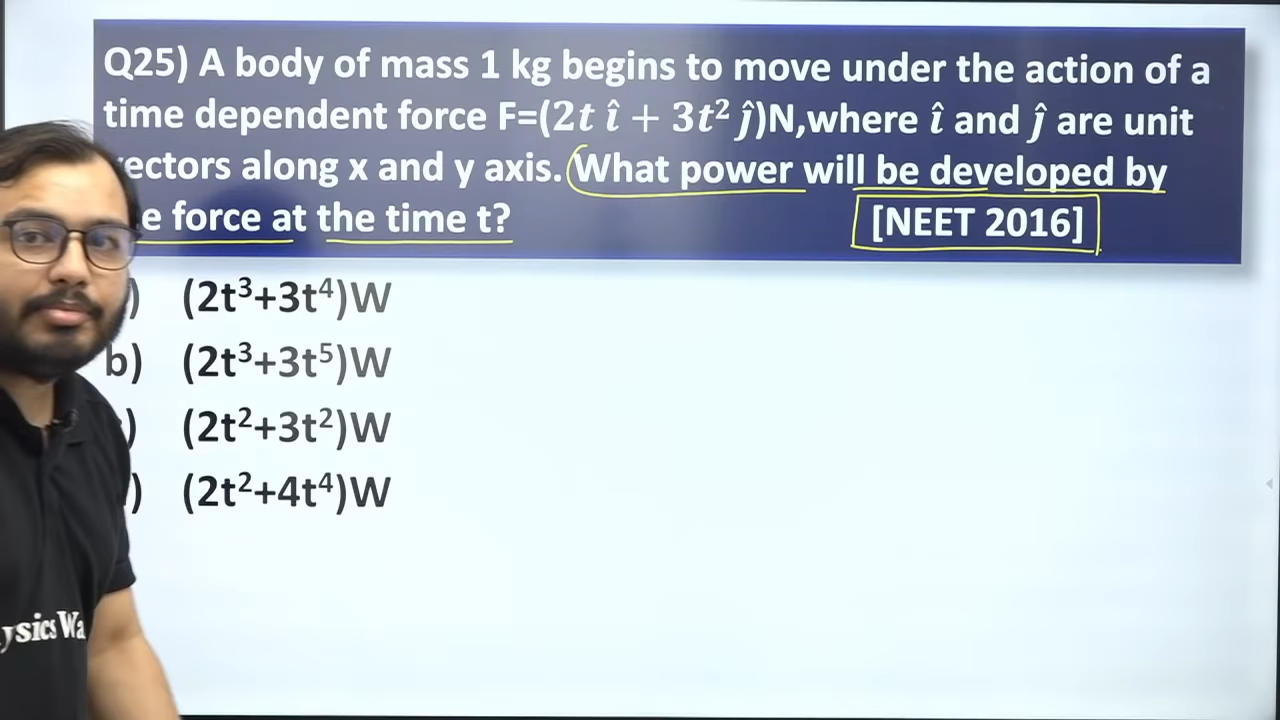 Q25) A body of mass 1 kg begins to move under the action of a
time dependent force F=(2t î + 3t² ĵ)N,where î and ĵ are unit
ectors along x and y axis. What power will be developed by
e force at the time t?
[NEET 2016]
) (2t³+3t⁴)W
b) (2t³+3t⁵)W
) (2t²+3t²)W
) (2t²+4t⁴)W
ysics Wa